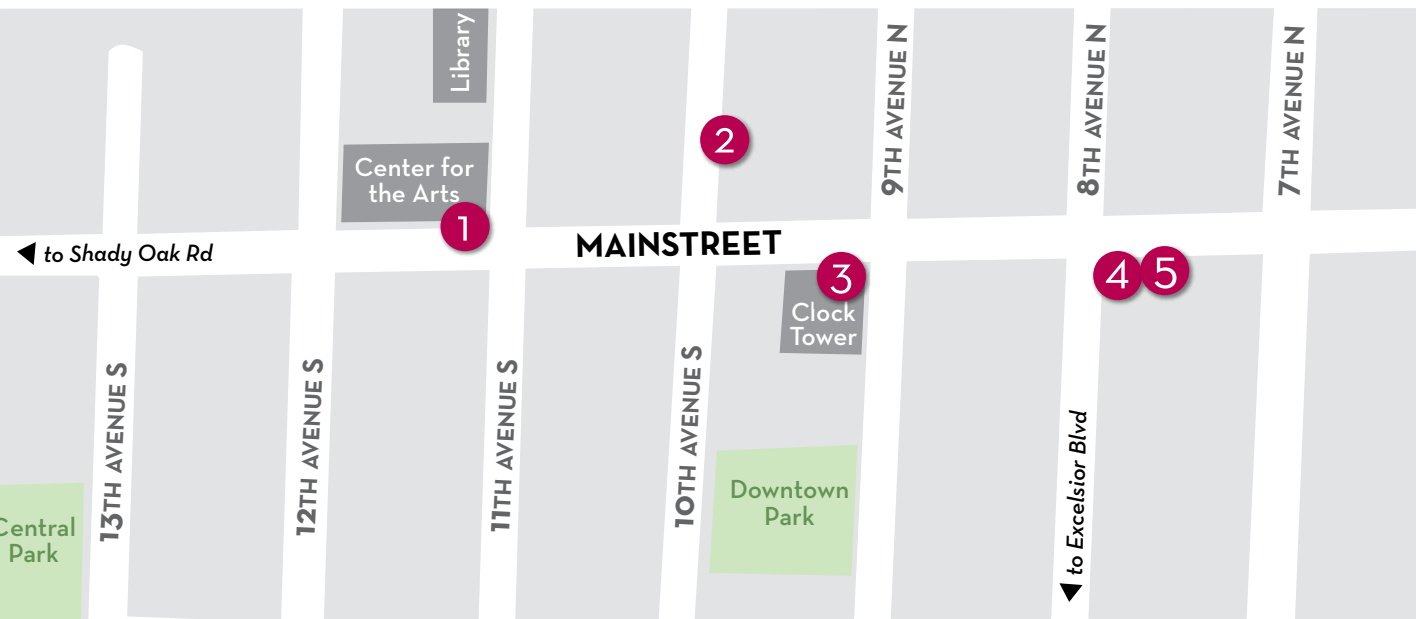 Library
9TH AVENUE N
8TH AVENUE N
7TH AVENUE N
2
Center for
the Arts
1
MAINSTREET
to Shady Oak Rd
3
4
5
Clock
Tower
13TH AVENUE S
12TH AVENUE S
11TH AVENUE S
10TH AVENUE S
to Excelsior Blvd
Downtown
Park
Central
Park